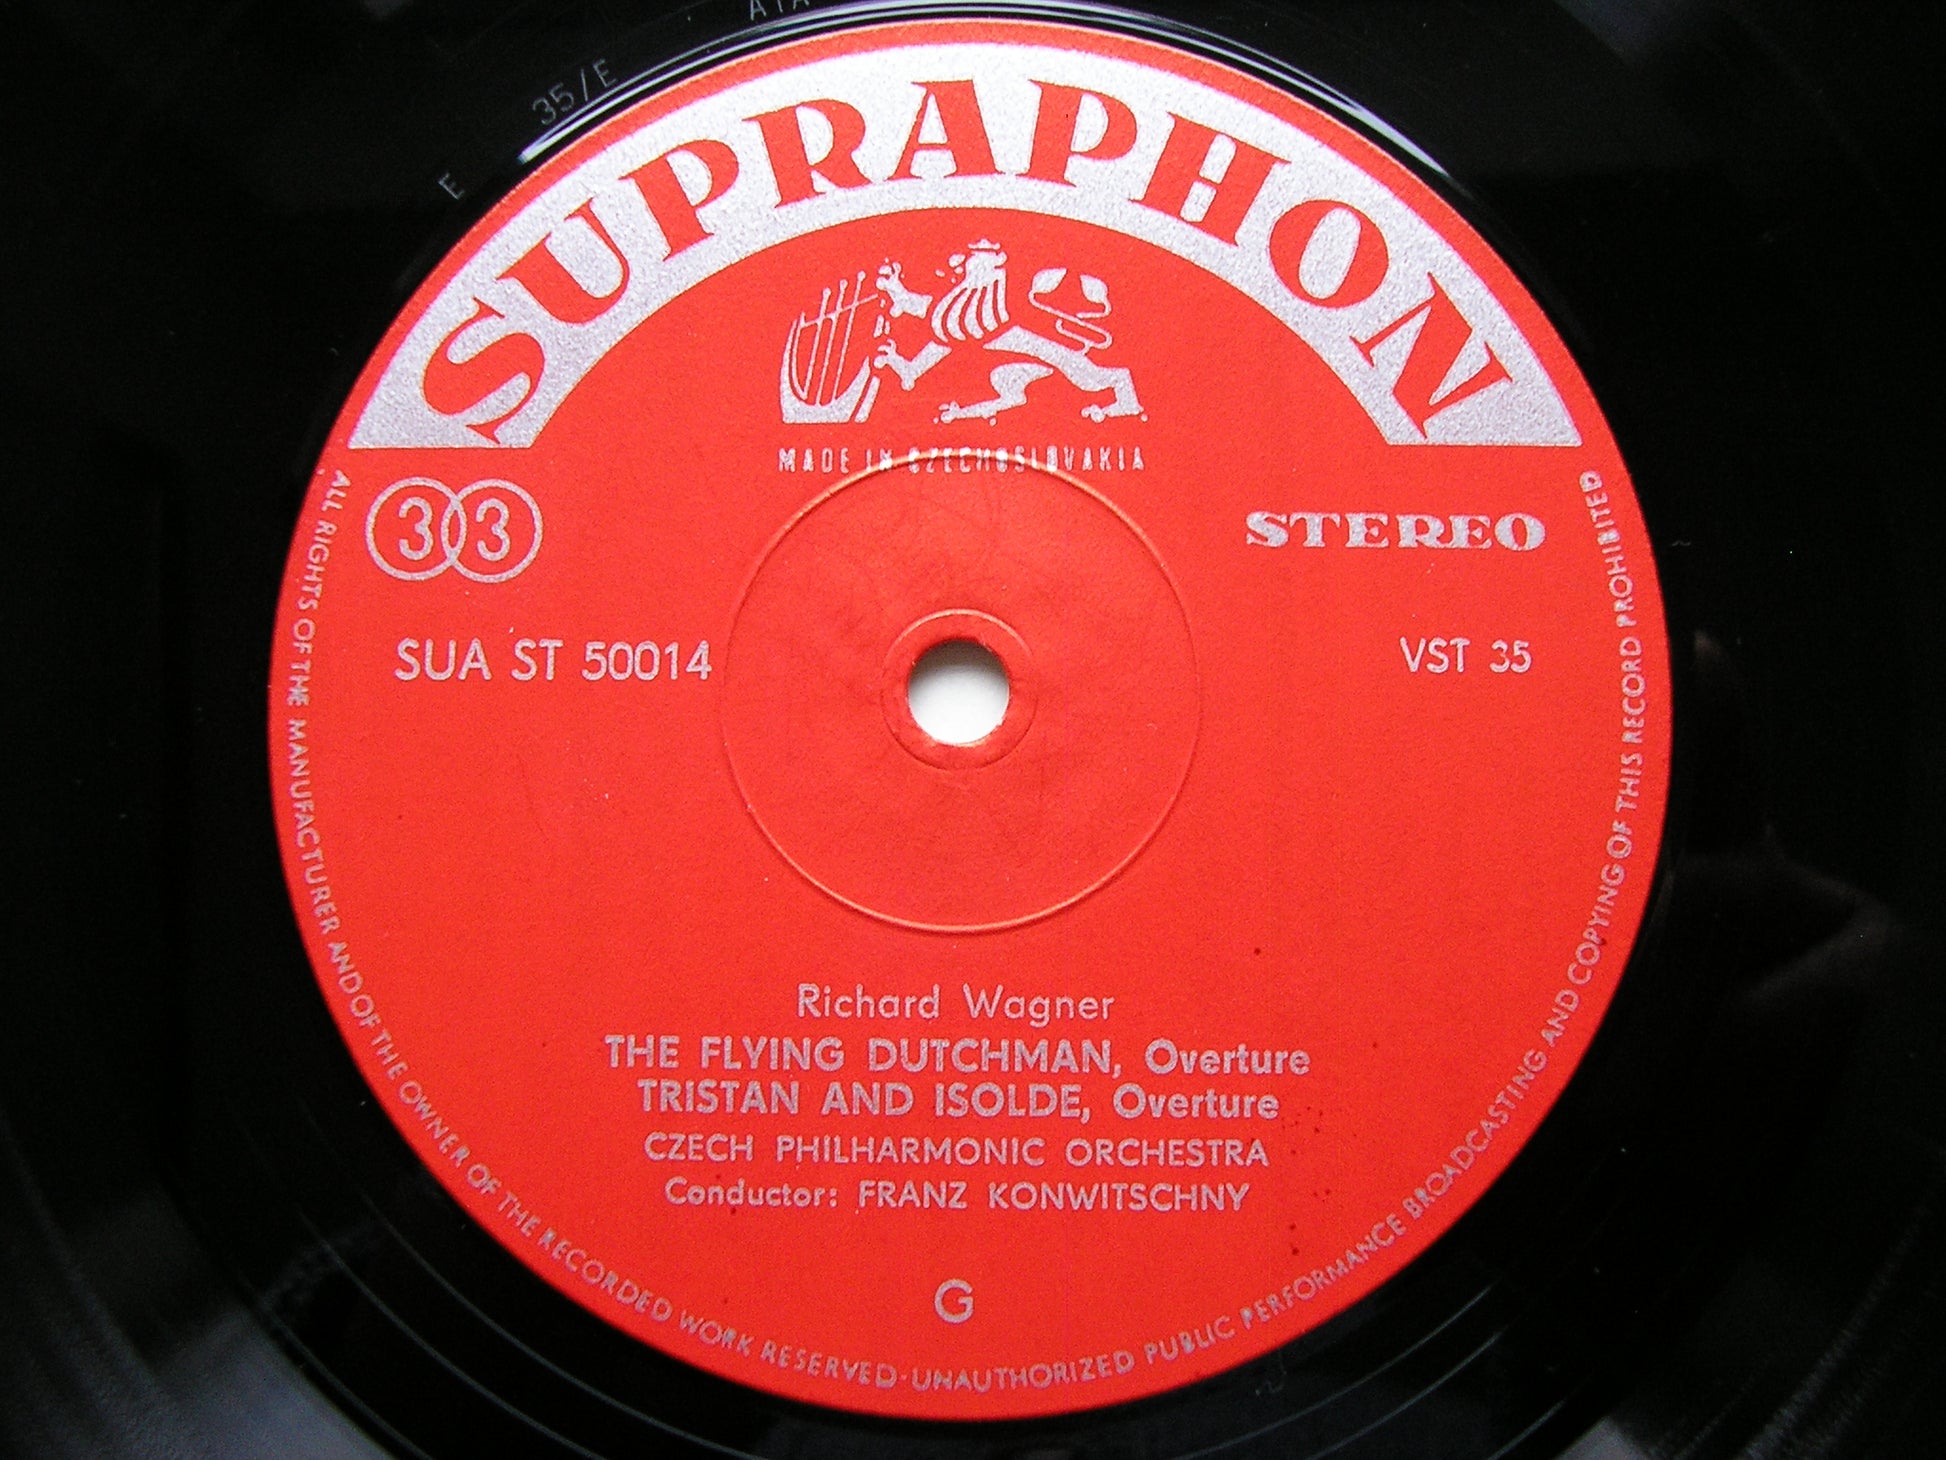 A1A
35/E
E
SUPRAPHON
MADE IN CZECHOSLOVAKIA
33
STEREO
SUA ST 50014
VST 35
Richard Wagner
THE FLYING DUTCHMAN, Overture
TRISTAN AND ISOLDE, Overture
CZECH PHILHARMONIC ORCHESTRA
Conductor: FRANZ KONWITSCHNY
G
ALL RIGHTS OF THE MANUFACTURER AND OF THE OWNER OF THE RECORDED WORK RESERVED·UNAUTHORIZED PUBLIC PERFORMANCE BROADCASTING AND COPYING OF THIS RECORD PROHIBITED